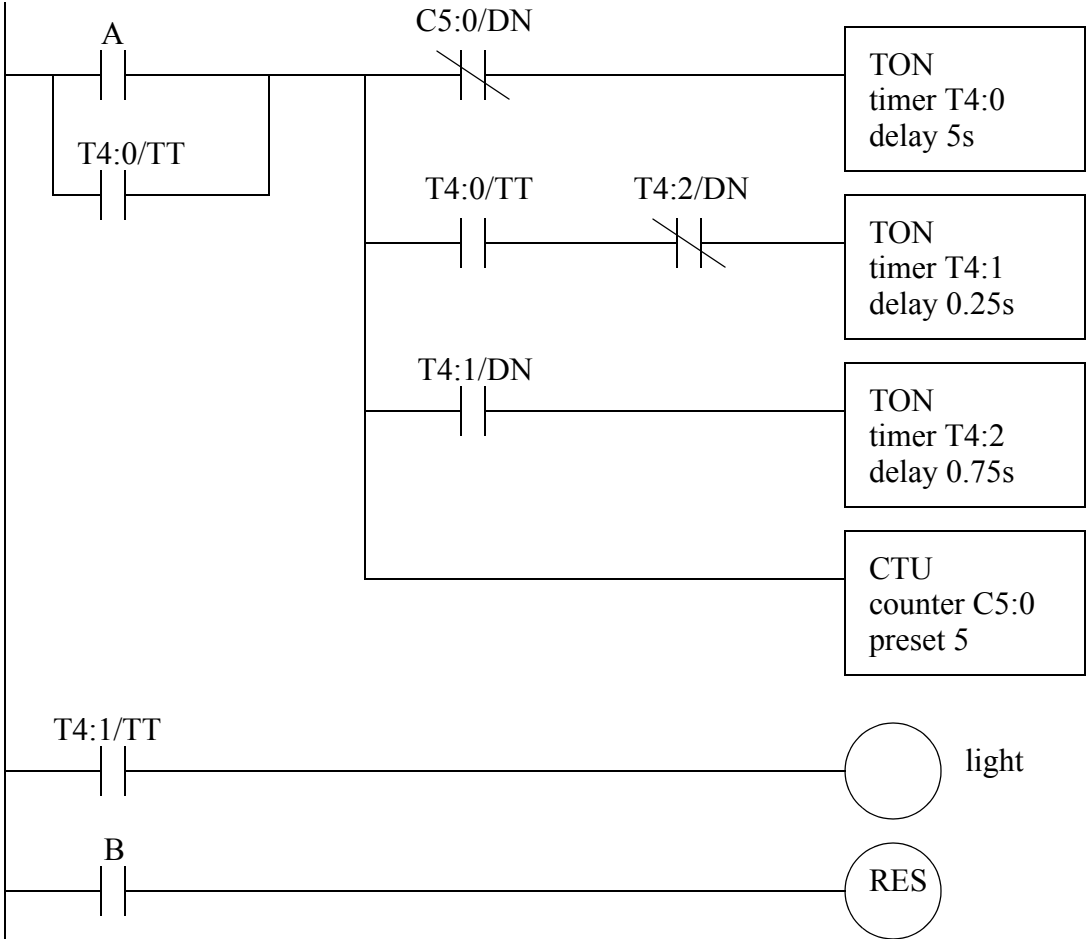 A
C5:0/DN
TON
timer T4:0
delay 5s
T4:0/TT
T4:0/TT
T4:2/DN
TON
timer T4:1
delay 0.25s
T4:1/DN
TON
timer T4:2
delay 0.75s
CTU
counter C5:0
preset 5
T4:1/TT
light
B
RES